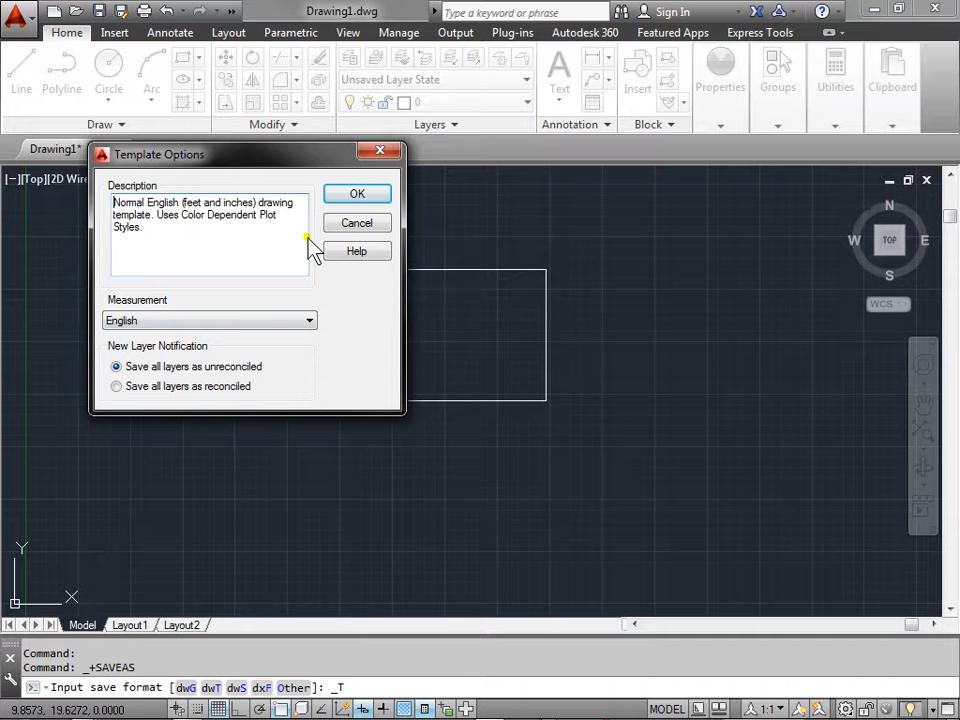 Drawing1.dwg
Type a keyword or phrase
Sign In
Home Insert Annotate Layout Parametric View Manage Output Plug-ins Autodesk 360 Featured Apps Express Tools
Unsaved Layer State
0
Line Polyline Circle Arc Text Insert Properties Groups Utilities Clipboard
Draw Modify Layers Annotation Block
Drawing1*
Template Options
[−][Top][2D Wire
Description
Normal English (feet and inches) drawing
template. Uses Color Dependent Plot
Styles.
OK
Cancel
Help
Measurement
English
New Layer Notification
Save all layers as unreconciled
Save all layers as reconciled
N
W TOP E
S
WCS
Y
X
Model Layout1 Layout2
Command:
Command: _+SAVEAS
Input save format [dwG dwT dwS dxF Other]: _T
9.8573, 19.6272, 0.0000
MODEL
1:1